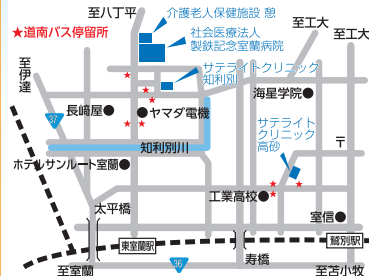 至八丁平
介護老人保健施設 憩
★道南バス停留所
社会医療法人
製鉄記念室蘭病院
至工大
至工大
至伊達
サテライトクリニック
知利別
海星学院
長崎屋
ヤマダ電機
37
サテライト
クリニック
高砂
〒
知利別川
ホテルサンルート室蘭
工業高校
太平橋
室信
東室蘭駅
鷲別駅
至室蘭
36
寿橋
至苫小牧